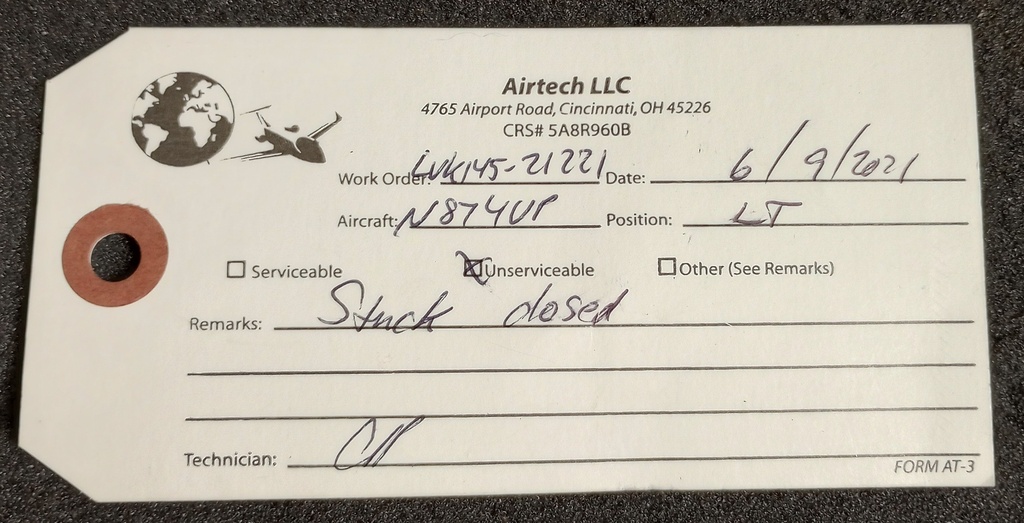 Airtech LLC
4765 Airport Road, Cincinnati, OH 45226
CRS# 5A8R960B
Work Order: LUK145-21221 Date: 6/9/2021
Aircraft: N874UP Position: LT
Serviceable Unserviceable Other (See Remarks)
Remarks: Stuck closed
Technician:
FORM AT-3